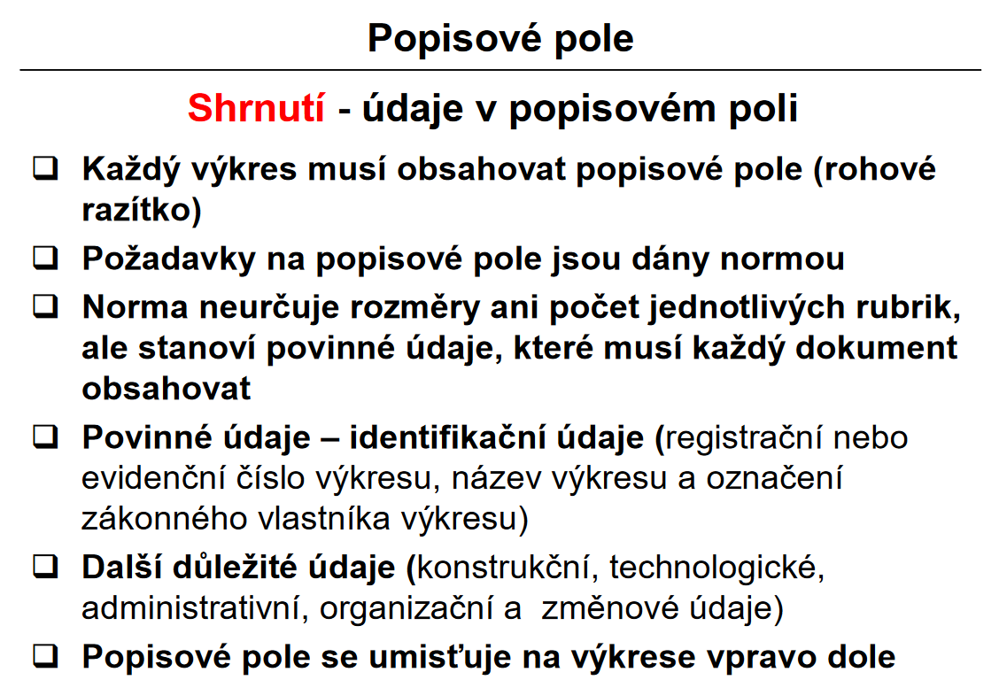 Popisové pole
Shrnutí - údaje v popisovém poli
❑ Každý výkres musí obsahovat popisové pole (rohové
razítko)
❑ Požadavky na popisové pole jsou dány normou
❑ Norma neurčuje rozměry ani počet jednotlivých rubrik,
ale stanoví povinné údaje, které musí každý dokument
obsahovat
❑ Povinné údaje – identifikační údaje (registrační nebo
evidenční číslo výkresu, název výkresu a označení
zákonného vlastníka výkresu)
❑ Další důležité údaje (konstrukční, technologické,
administrativní, organizační a  změnové údaje)
❑ Popisové pole se umisťuje na výkrese vpravo dole